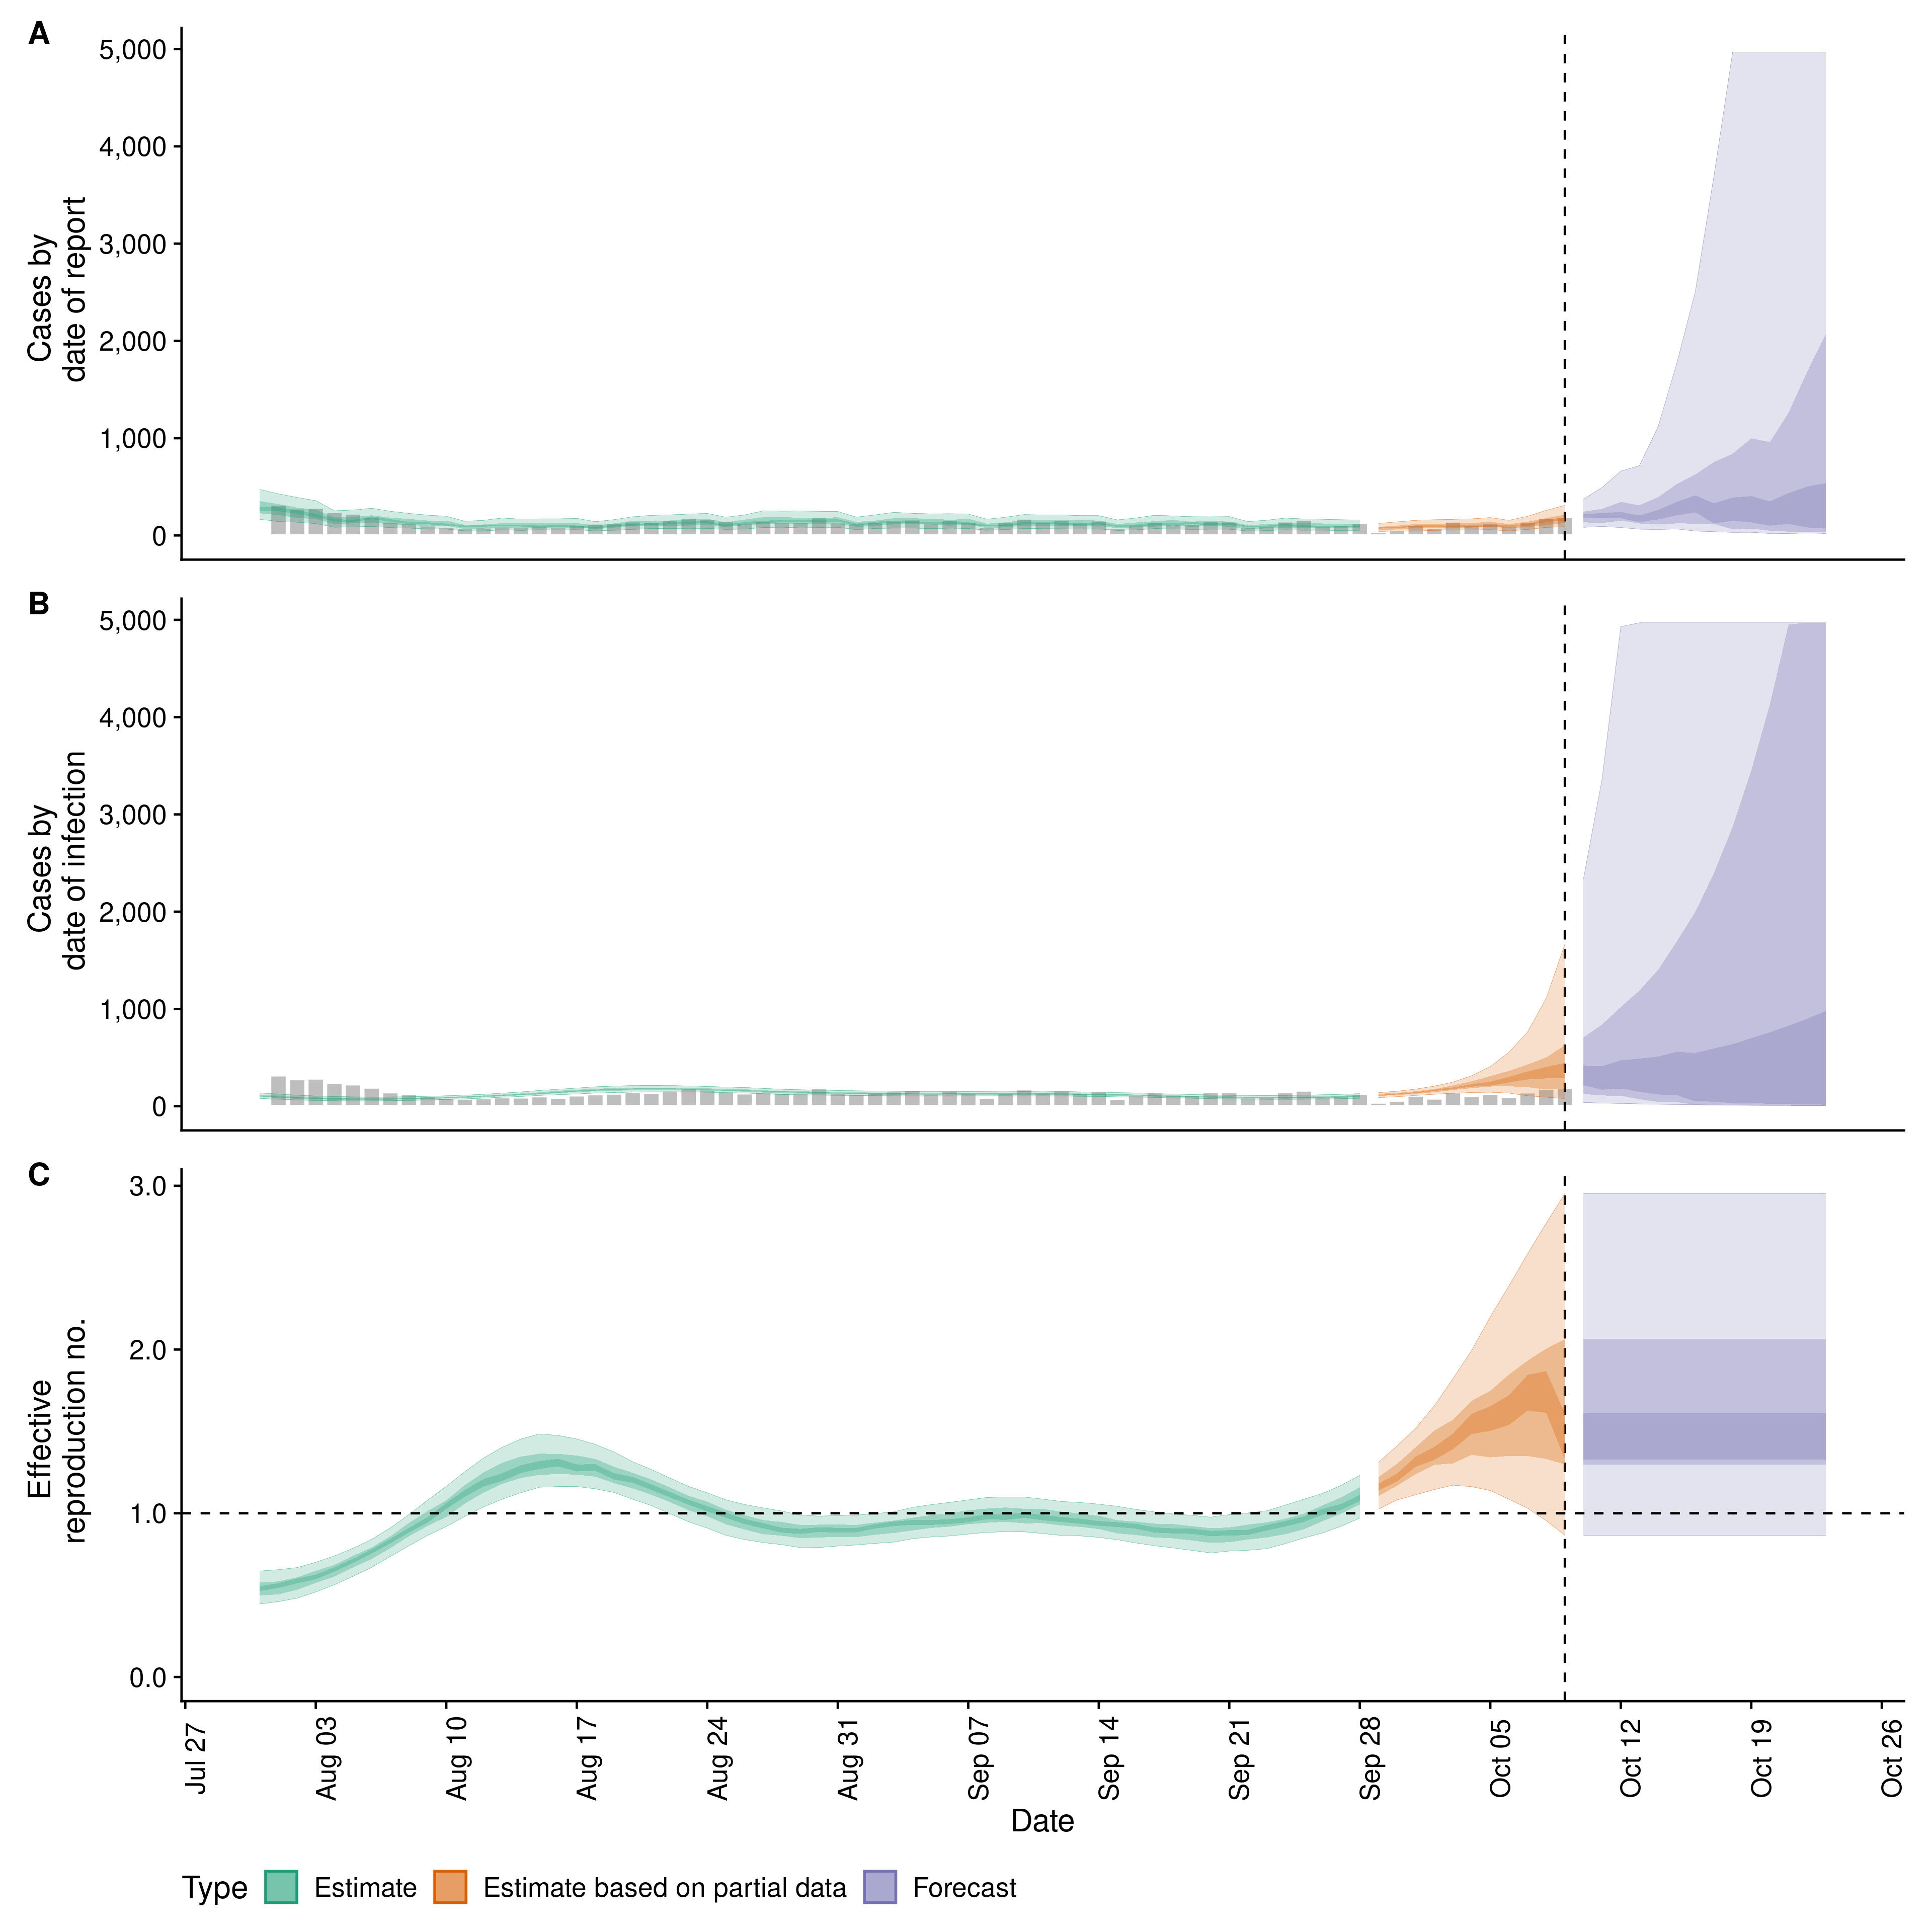 A
5,000
4,000
3,000
2,000
1,000
0
Cases by
date of report
B
5,000
4,000
3,000
2,000
1,000
0
Cases by
date of infection
C
3.0
2.0
1.0
0.0
Effective
reproduction no.
Jul 27
Aug 03
Aug 10
Aug 17
Aug 24
Aug 31
Sep 07
Sep 14
Sep 21
Sep 28
Oct 05
Oct 12
Oct 19
Oct 26
Date
Type Estimate Estimate based on partial data Forecast